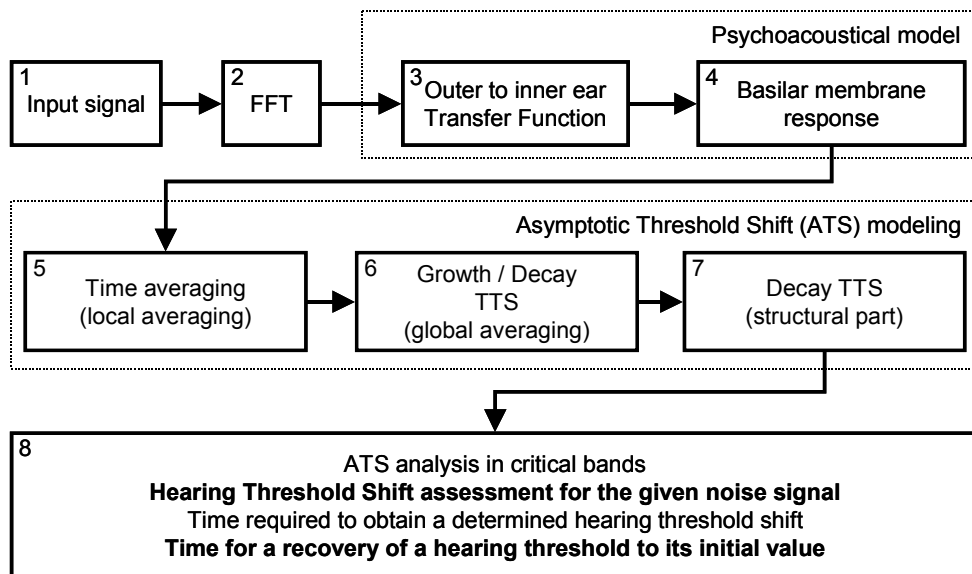 Psychoacoustical model
1
Input signal
2
FFT
3
Outer to inner ear
Transfer Function
4
Basilar membrane
response
Asymptotic Threshold Shift (ATS) modeling
5
Time averaging
(local averaging)
6
Growth / Decay
TTS
(global averaging)
7
Decay TTS
(structural part)
8
ATS analysis in critical bands
Hearing Threshold Shift assessment for the given noise signal
Time required to obtain a determined hearing threshold shift
Time for a recovery of a hearing threshold to its initial value